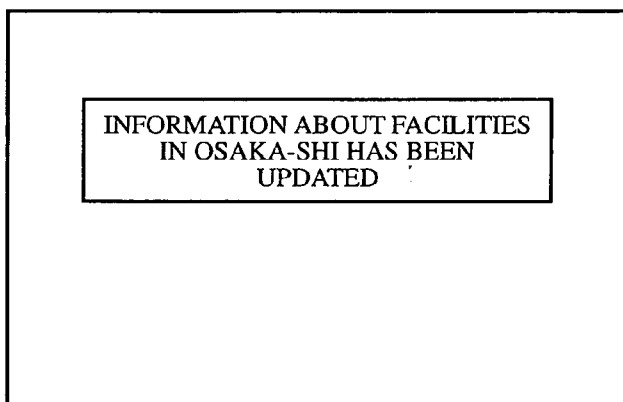 INFORMATION ABOUT FACILITIES
IN OSAKA-SHI HAS BEEN
UPDATED